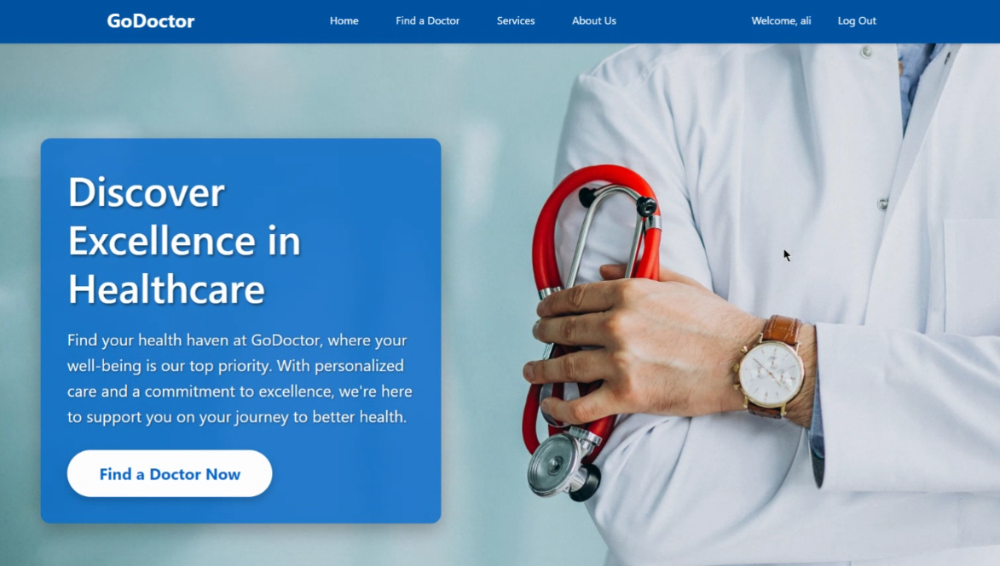 GoDoctor
Home
Find a Doctor
Services
About Us
Welcome, ali
Log Out
Discover
Excellence in
Healthcare
Find your health haven at GoDoctor, where your
well-being is our top priority. With personalized
care and a commitment to excellence, we're here
to support you on your journey to better health.
Find a Doctor Now